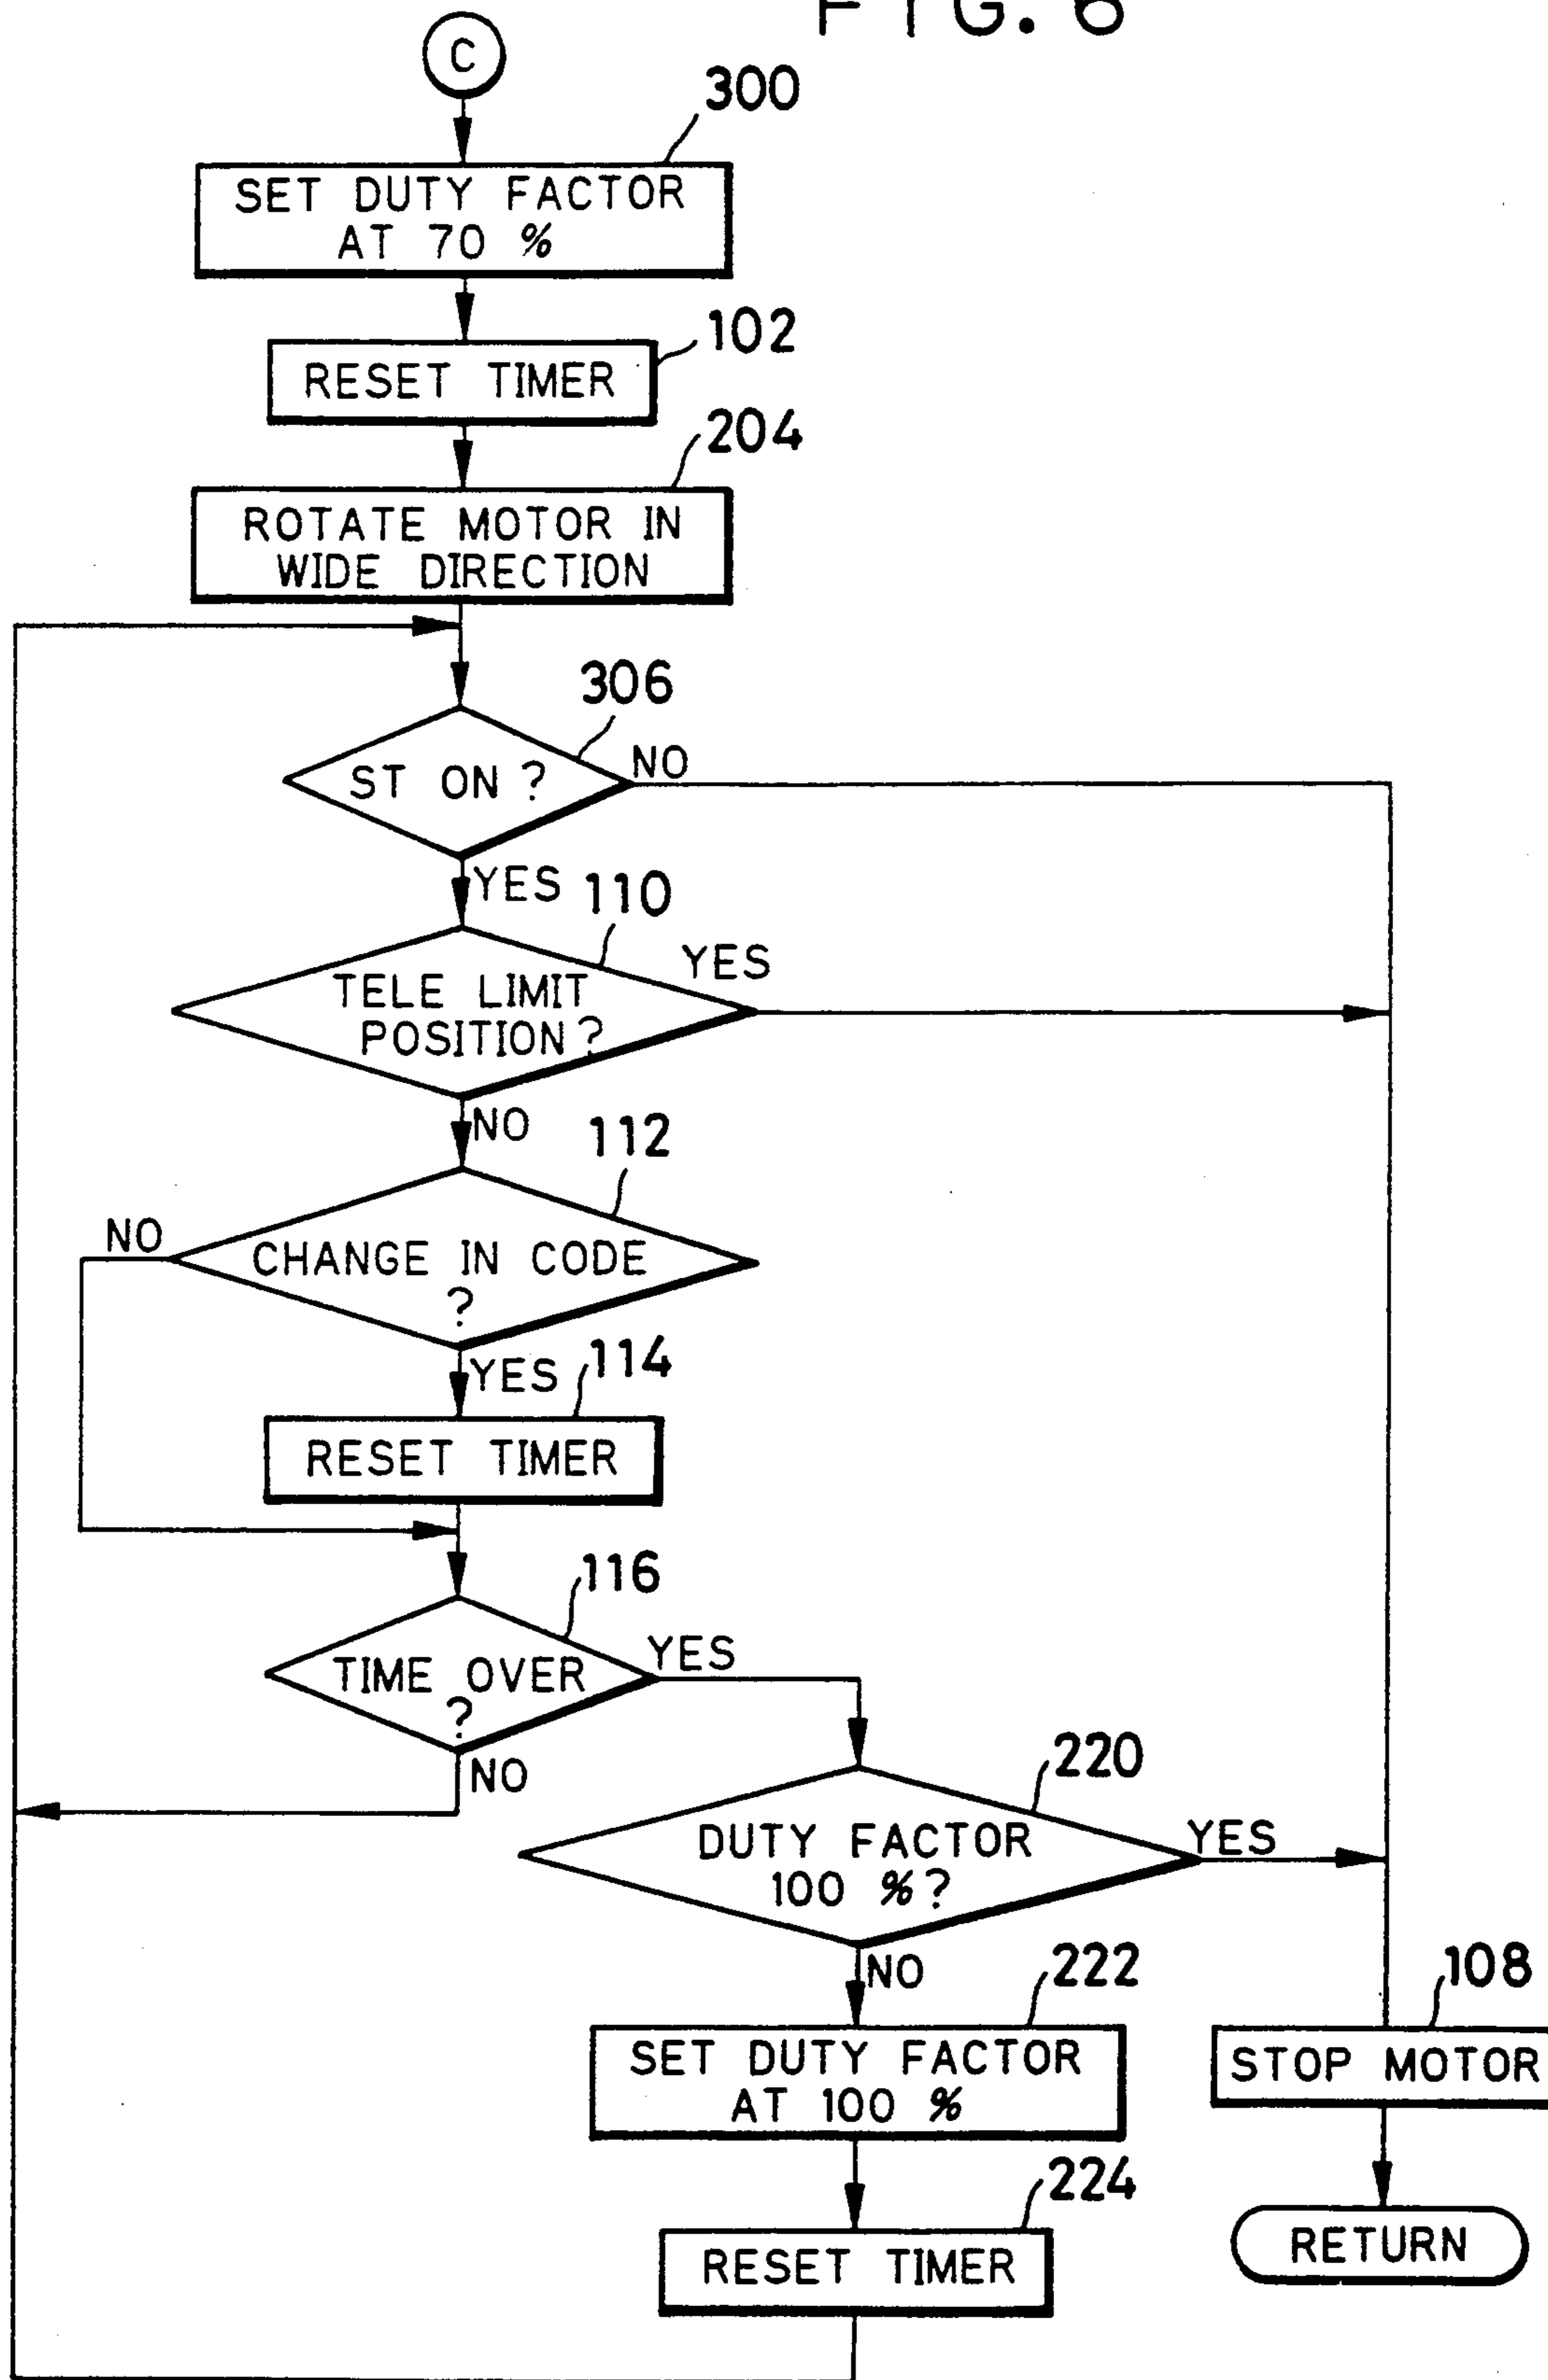 FIG. 6
C
300
SET DUTY FACTOR
AT 70 %
102
RESET TIMER
204
ROTATE MOTOR IN
WIDE DIRECTION
306
ST ON ?
NO
YES
110
TELE LIMIT
POSITION ?
YES
NO
112
NO
CHANGE IN CODE
?
YES
114
RESET TIMER
116
TIME OVER
?
YES
NO
220
DUTY FACTOR
100 % ?
YES
NO
222
SET DUTY FACTOR
AT 100 %
108
STOP MOTOR
224
RESET TIMER
RETURN